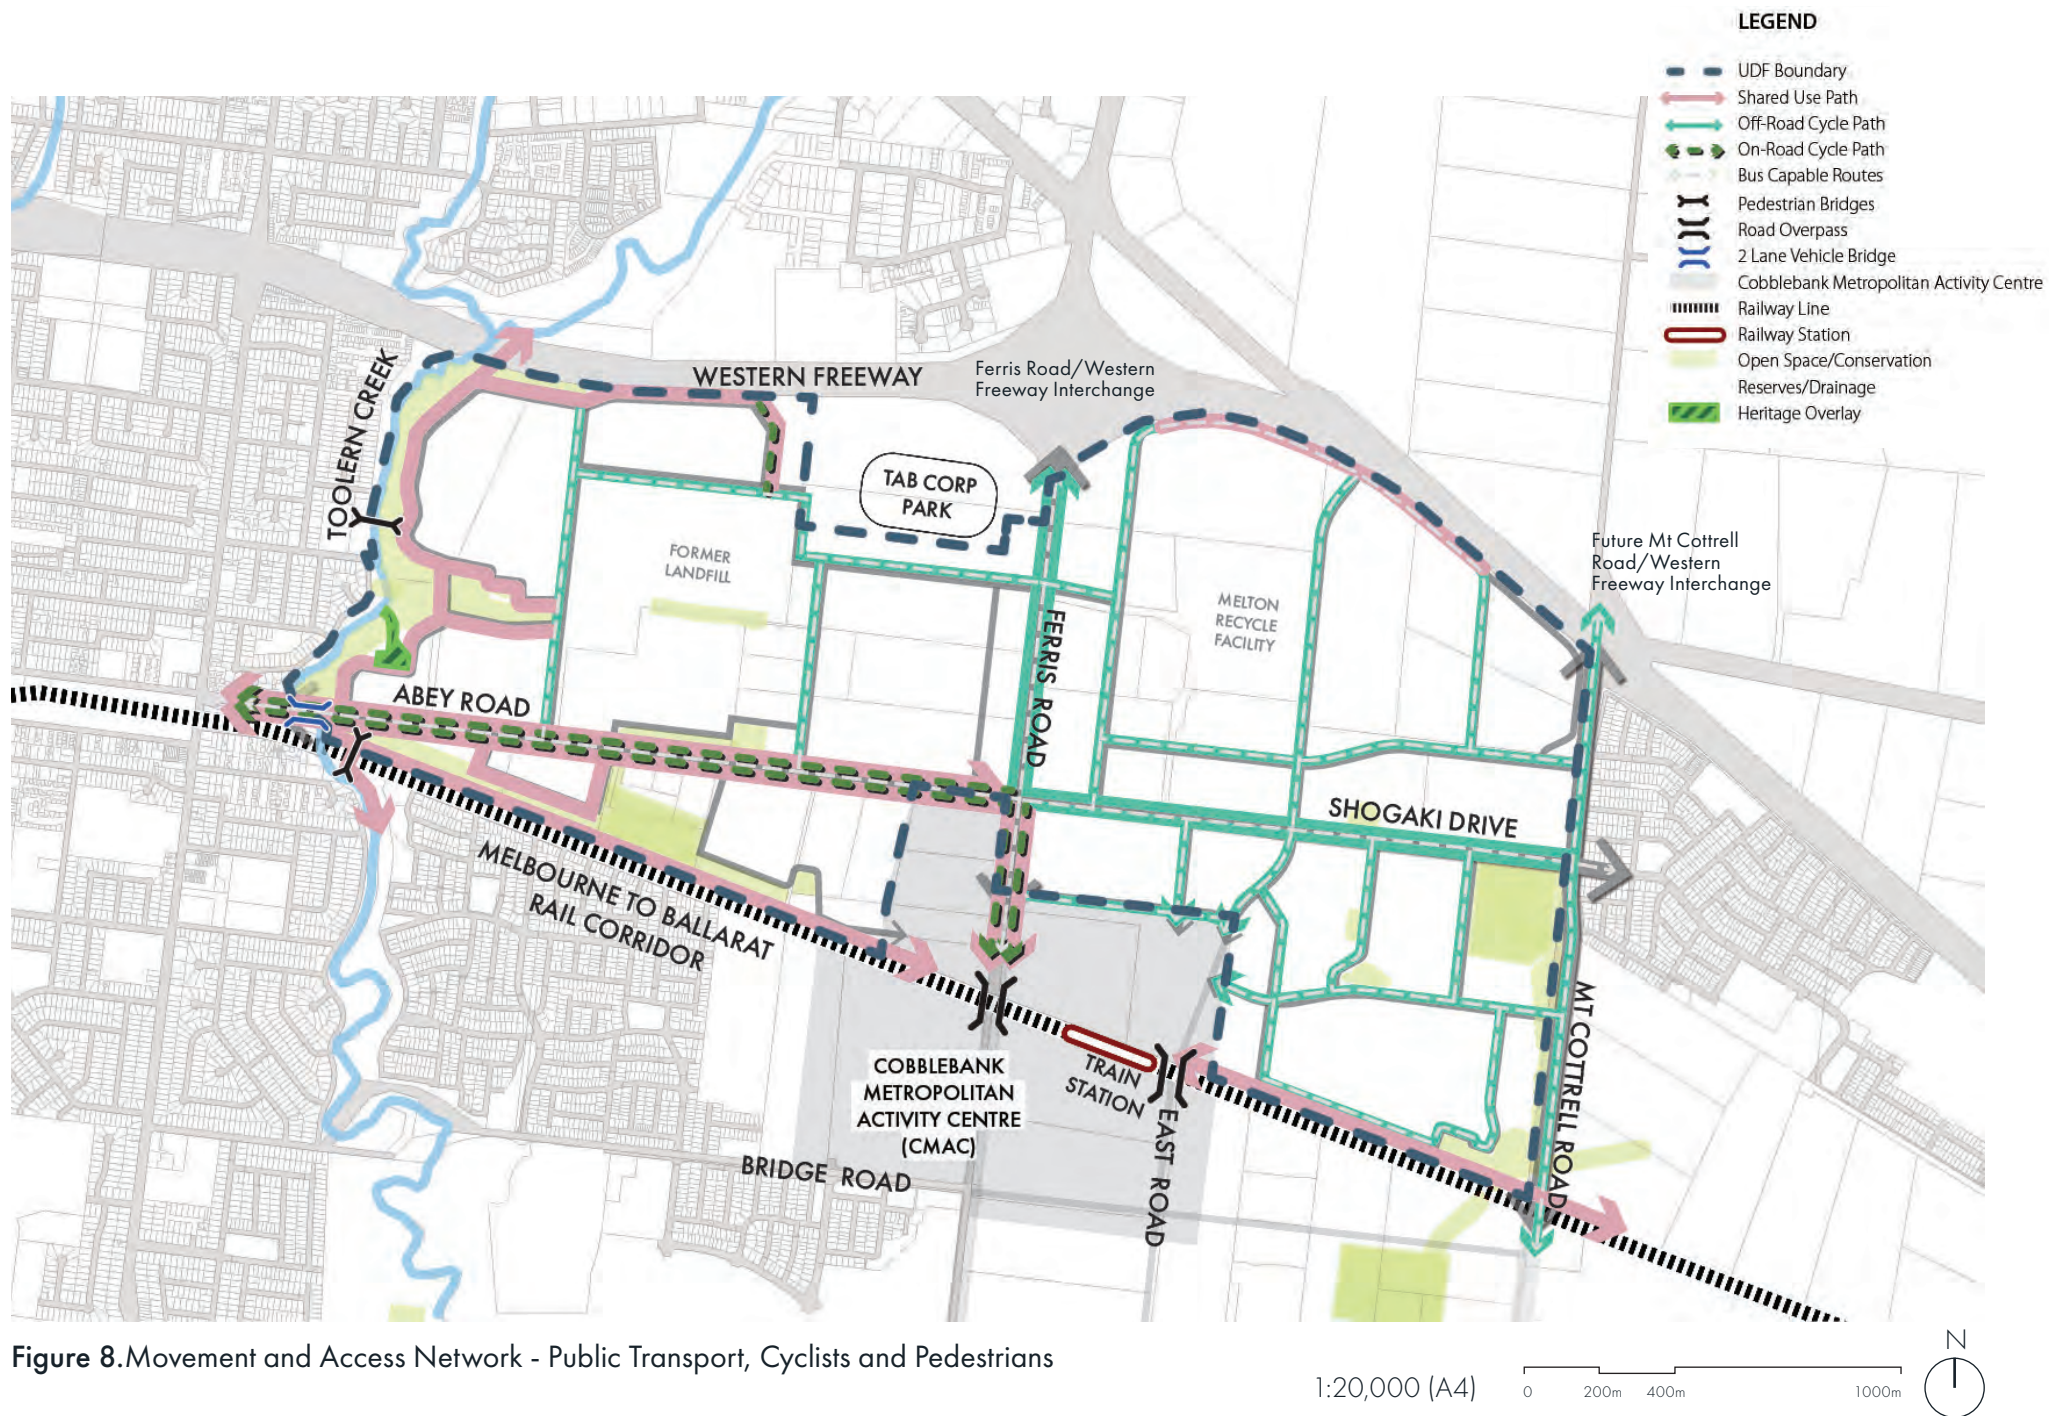 LEGEND
UDF Boundary
Shared Use Path
Off-Road Cycle Path
On-Road Cycle Path
Bus Capable Routes
Pedestrian Bridges
Road Overpass
2 Lane Vehicle Bridge
Cobblebank Metropolitan Activity Centre
Railway Line
Railway Station
Open Space/Conservation
Reserves/Drainage
Heritage Overlay
TOOLERN CREEK
WESTERN FREEWAY
Ferris Road/Western
Freeway Interchange
TAB CORP
PARK
FORMER
LANDFILL
MELTON
RECYCLE
FACILITY
Future Mt Cottrell
Road/Western
Freeway Interchange
FERRIS ROAD
ABEY ROAD
SHOGAKI DRIVE
MELBOURNE TO BALLARAT
RAIL CORRIDOR
MT COTTRELL ROAD
COBBLEBANK
METROPOLITAN
ACTIVITY CENTRE
(CMAC)
TRAIN
STATION
EAST ROAD
BRIDGE ROAD
Figure 8.Movement and Access Network - Public Transport, Cyclists and Pedestrians
1:20,000 (A4)
0 200m 400m 1000m
N